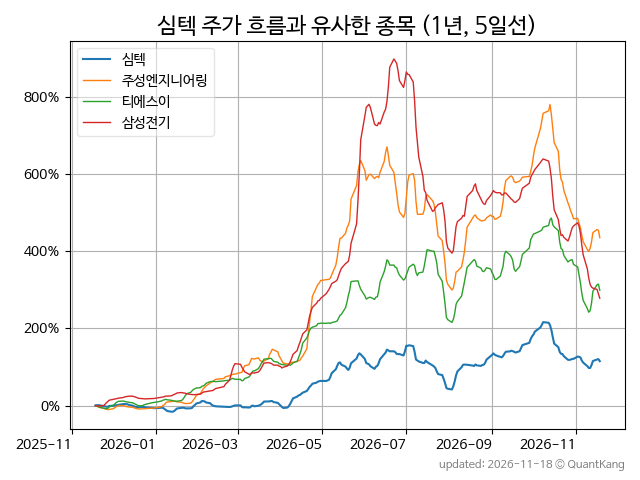 심텍 주가 흐름과 유사한 종목 (1년, 5일선)
심텍
주성엔지니어링
티에스이
삼성전기
800%
600%
400%
200%
0%
2025-11 2026-01 2026-03 2026-05 2026-07 2026-09 2026-11
updated: 2026-11-18 © QuantKang